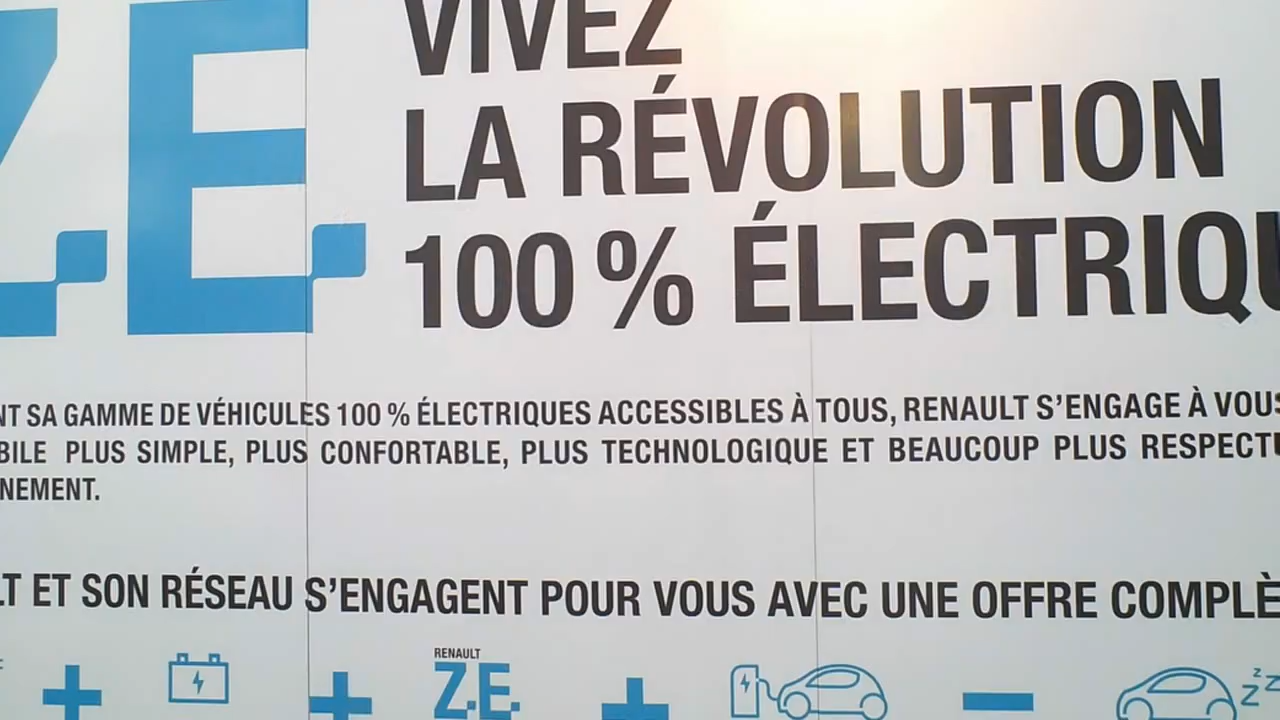 Z.E.
VIVEZ
LA RÉVOLUTION
100 % ÉLECTRIQU
NT SA GAMME DE VÉHICULES 100 % ÉLECTRIQUES ACCESSIBLES À TOUS, RENAULT S'ENGAGE À VOUS
BILE PLUS SIMPLE, PLUS CONFORTABLE, PLUS TECHNOLOGIQUE ET BEAUCOUP PLUS RESPECTU
NEMENT.
LT ET SON RÉSEAU S'ENGAGENT POUR VOUS AVEC UNE OFFRE COMPLÈ
RENAULT
Z.E.
zzz